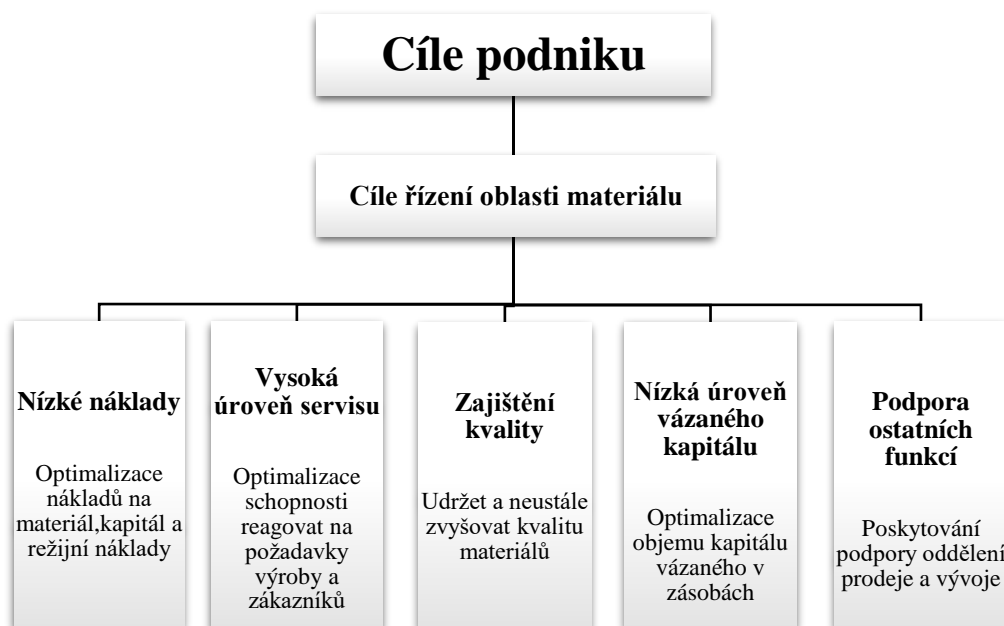 Cíle podniku
Cíle řízení oblasti materiálu
Nízké náklady
Optimalizace
nákladů na
materiál,kapitál a
režijní náklady
Vysoká
úroveň servisu
Optimalizace
schopnosti
reagovat na
požadavky
výroby a
zákazníků
Zajištění
kvality
Udržet a neustále
zvyšovat kvalitu
materiálů
Nízká úroveň
vázaného
kapitálu
Optimalizace
objemu kapitálu
vázaného v
zásobách
Podpora
ostatních
funkcí
Poskytování
podpory oddělení
prodeje a vývoje